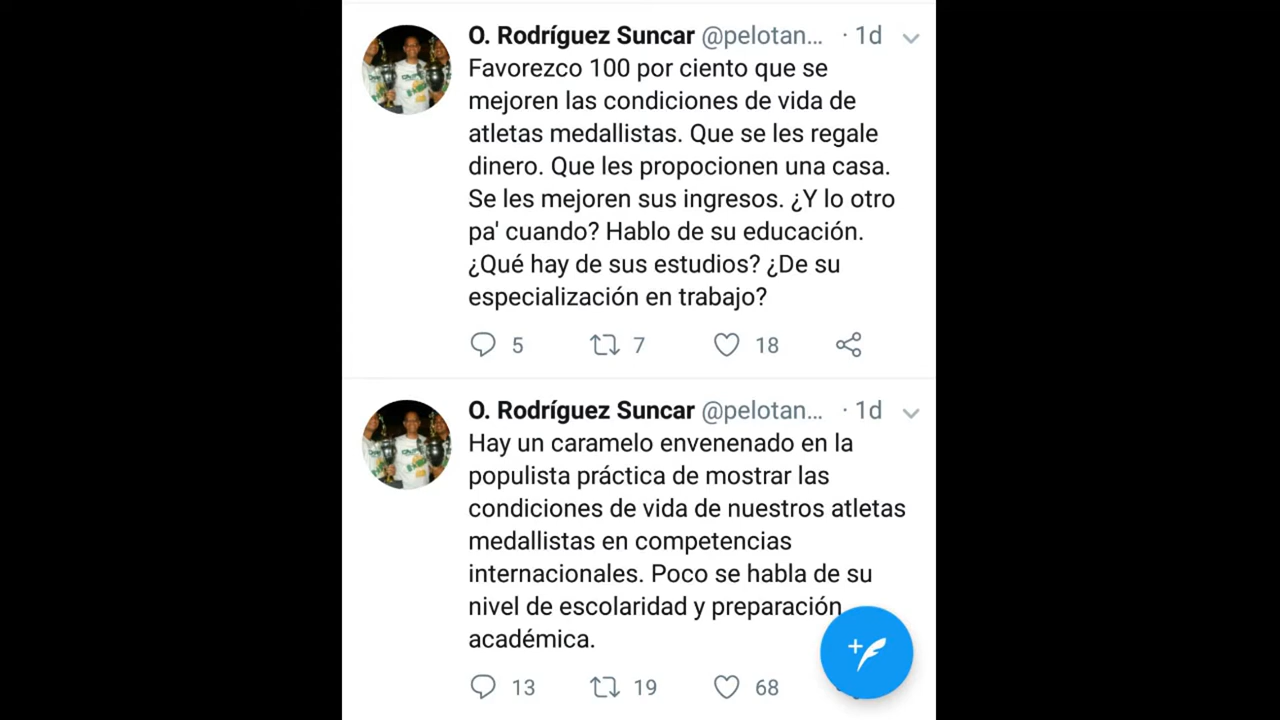 O. Rodríguez Suncar @pelotan... · 1d
Favorezco 100 por ciento que se
mejoren las condiciones de vida de
atletas medallistas. Que se les regale
dinero. Que les propocionen una casa.
Se les mejoren sus ingresos. ¿Y lo otro
pa' cuando? Hablo de su educación.
¿Qué hay de sus estudios? ¿De su
especialización en trabajo?
5 7 18
O. Rodríguez Suncar @pelotan... · 1d
Hay un caramelo envenenado en la
populista práctica de mostrar las
condiciones de vida de nuestros atletas
medallistas en competencias
internacionales. Poco se habla de su
nivel de escolaridad y preparación
académica.
13 19 68